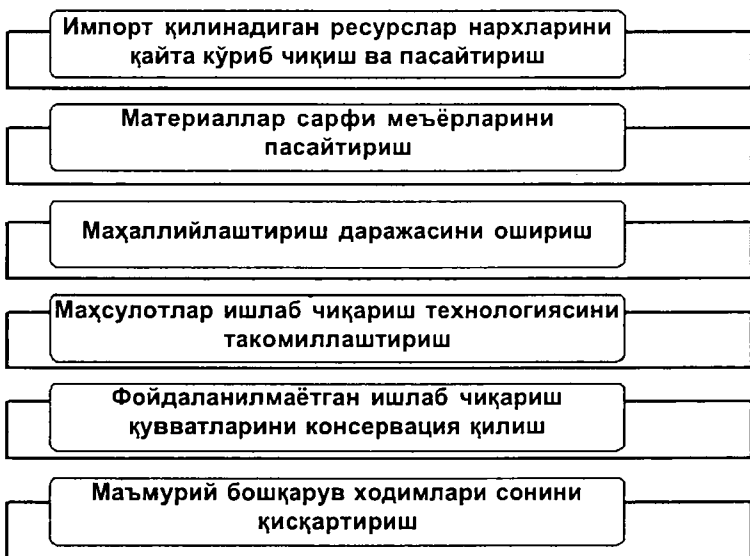 Импорт қилинадиган ресурслар нархларини
қайта кўриб чиқиш ва пасайтириш
Материаллар сарфи меъёрларини
пасайтириш
Маҳаллийлаштириш даражасини ошириш
Маҳсулотлар ишлаб чиқариш технологиясини
такомиллаштириш
Фойдаланилмаётган ишлаб чиқариш
қувватларини консервация қилиш
Маъмурий бошқарув ходимлари сонини
қисқартириш